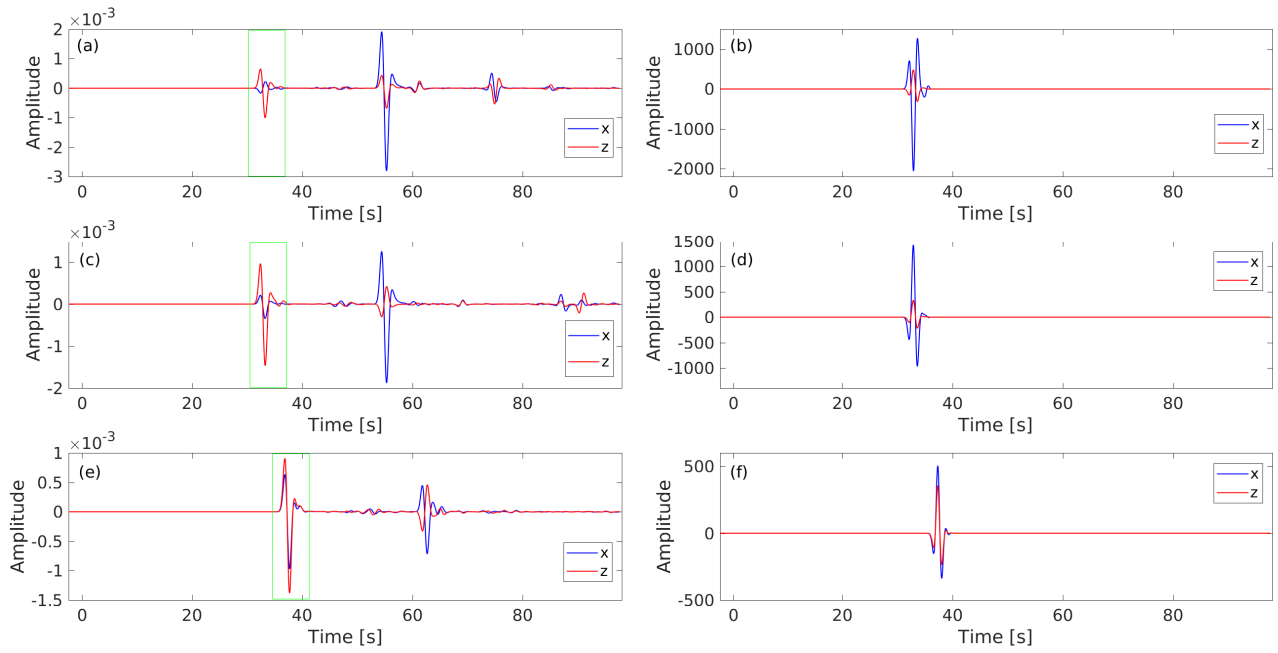 ×10-3
(a)
Amplitude
2
1
0
-1
-2
-3
x
z
0 20 40 60 80
Time [s]
(b)
Amplitude
1000
0
-1000
-2000
x
z
0 20 40 60 80
Time [s]
×10-3
(c)
Amplitude
1
0
-1
-2
x
z
0 20 40 60 80
Time [s]
(d)
Amplitude
1500
1000
500
0
-500
-1000
x
z
0 20 40 60 80
Time [s]
×10-3
(e)
Amplitude
1
0.5
0
-0.5
-1
-1.5
x
z
0 20 40 60 80
Time [s]
(f)
Amplitude
500
0
-500
x
z
0 20 40 60 80
Time [s]